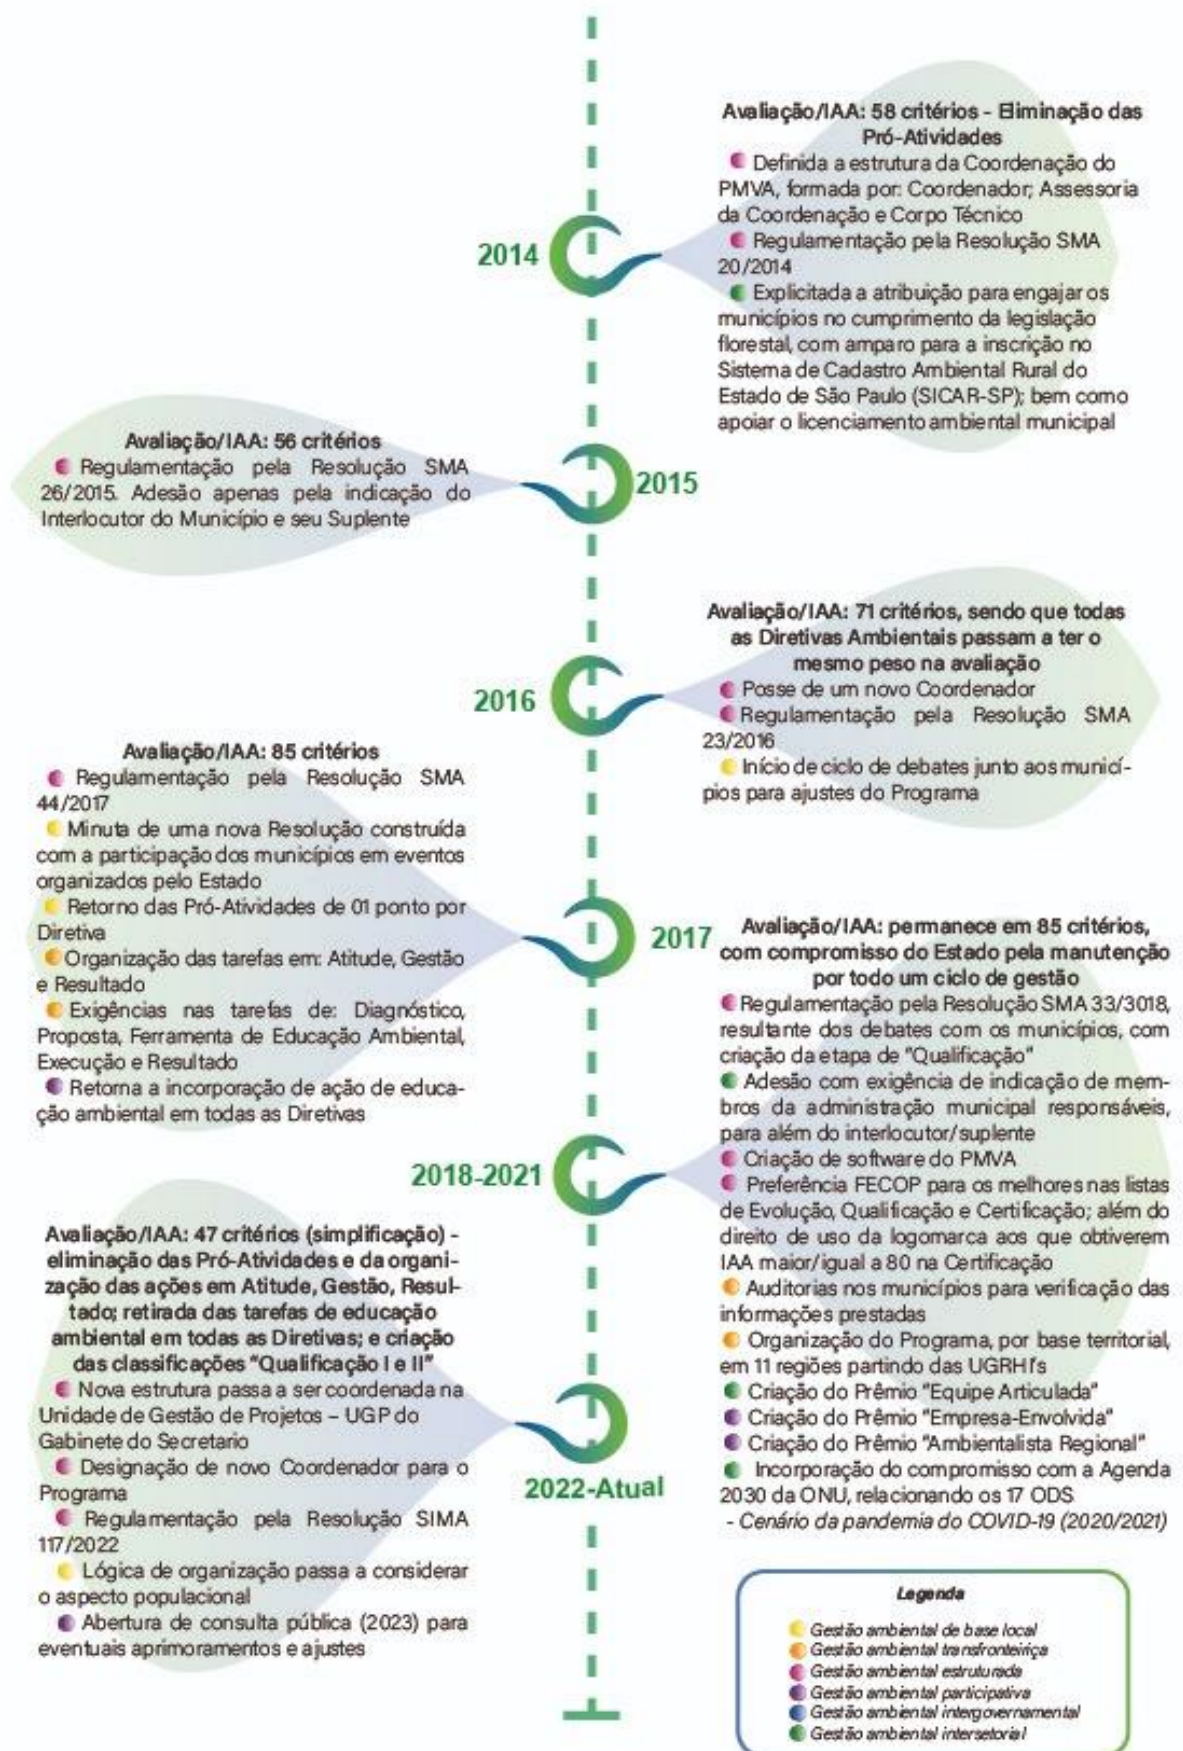 Avaliação/IAA: 58 critérios - Eliminação das
Pró-Atividades
Definida a estrutura da Coordenação do
PMVA, formada por: Coordenador; Assessoria
da Coordenação e Corpo Técnico
Regulamentação pela Resolução SMA
20/2014
Explicitada a atribuição para engajar os
municípios no cumprimento da legislação
florestal, com amparo para a inscrição no
Sistema de Cadastro Ambiental Rural do
Estado de São Paulo (SICAR-SP); bem como
apoiar o licenciamento ambiental municipal
2014
Avaliação/IAA: 56 critérios
Regulamentação pela Resolução SMA
26/2015. Adesão apenas pela indicação do
Interlocutor do Município e seu Suplente
2015
Avaliação/IAA: 71 critérios, sendo que todas
as Diretivas Ambientais passam a ter o
mesmo peso na avaliação
Posse de um novo Coordenador
Regulamentação pela Resolução SMA
23/2016
Início de ciclo de debates junto aos municí-
pios para ajustes do Programa
2016
Avaliação/IAA: 85 critérios
Regulamentação pela Resolução SMA
44/2017
Minuta de uma nova Resolução construída
com a participação dos municípios em eventos
organizados pelo Estado
Retorno das Pró-Atividades de 01 ponto por
Diretiva
Organização das tarefas em: Atitude, Gestão
e Resultado
Exigências nas tarefas de: Diagnóstico,
Proposta, Ferramenta de Educação Ambiental,
Execução e Resultado
Retorna a incorporação de ação de educa-
ção ambiental em todas as Diretivas
2017
Avaliação/IAA: permanece em 85 critérios,
com compromisso do Estado pela manutenção
por todo um ciclo de gestão
Regulamentação pela Resolução SMA 33/3018,
resultante dos debates com os municípios, com
criação da etapa de "Qualificação"
Adesão com exigência de indicação de mem-
bros da administração municipal responsáveis,
para além do interlocutor/suplente
Criação de software do PMVA
Preferência FECOP para os melhores nas listas
de Evolução, Qualificação e Certificação; além do
direito de uso da logomarca aos que obtiverem
IAA maior/igual a 80 na Certificação
Auditorias nos municípios para verificação das
informações prestadas
Organização do Programa, por base territorial,
em 11 regiões partindo das UGRHI's
Criação do Prêmio "Equipe Articulada"
Criação do Prêmio "Empresa-Envolvida"
Criação do Prêmio "Ambientalista Regional"
Incorporação do compromisso com a Agenda
2030 da ONU, relacionando os 17 ODS
- Cenário da pandemia do COVID-19 (2020/2021)
2018-2021
Avaliação/IAA: 47 critérios (simplificação) -
eliminação das Pró-Atividades e da organi-
zação das ações em Atitude, Gestão, Resul-
tado; retirada das tarefas de educação
ambiental em todas as Diretivas; e criação
das classificações "Qualificação I e II"
Nova estrutura passa a ser coordenada na
Unidade de Gestão de Projetos – UGP do
Gabinete do Secretario
Designação de novo Coordenador para o
Programa
Regulamentação pela Resolução SIMA
117/2022
Lógica de organização passa a considerar
o aspecto populacional
Abertura de consulta pública (2023) para
eventuais aprimoramentos e ajustes
2022-Atual
Legenda
Gestão ambiental de base local
Gestão ambiental transfronteiriça
Gestão ambiental estruturada
Gestão ambiental participativa
Gestão ambiental intergovernamental
Gestão ambiental intersetorial